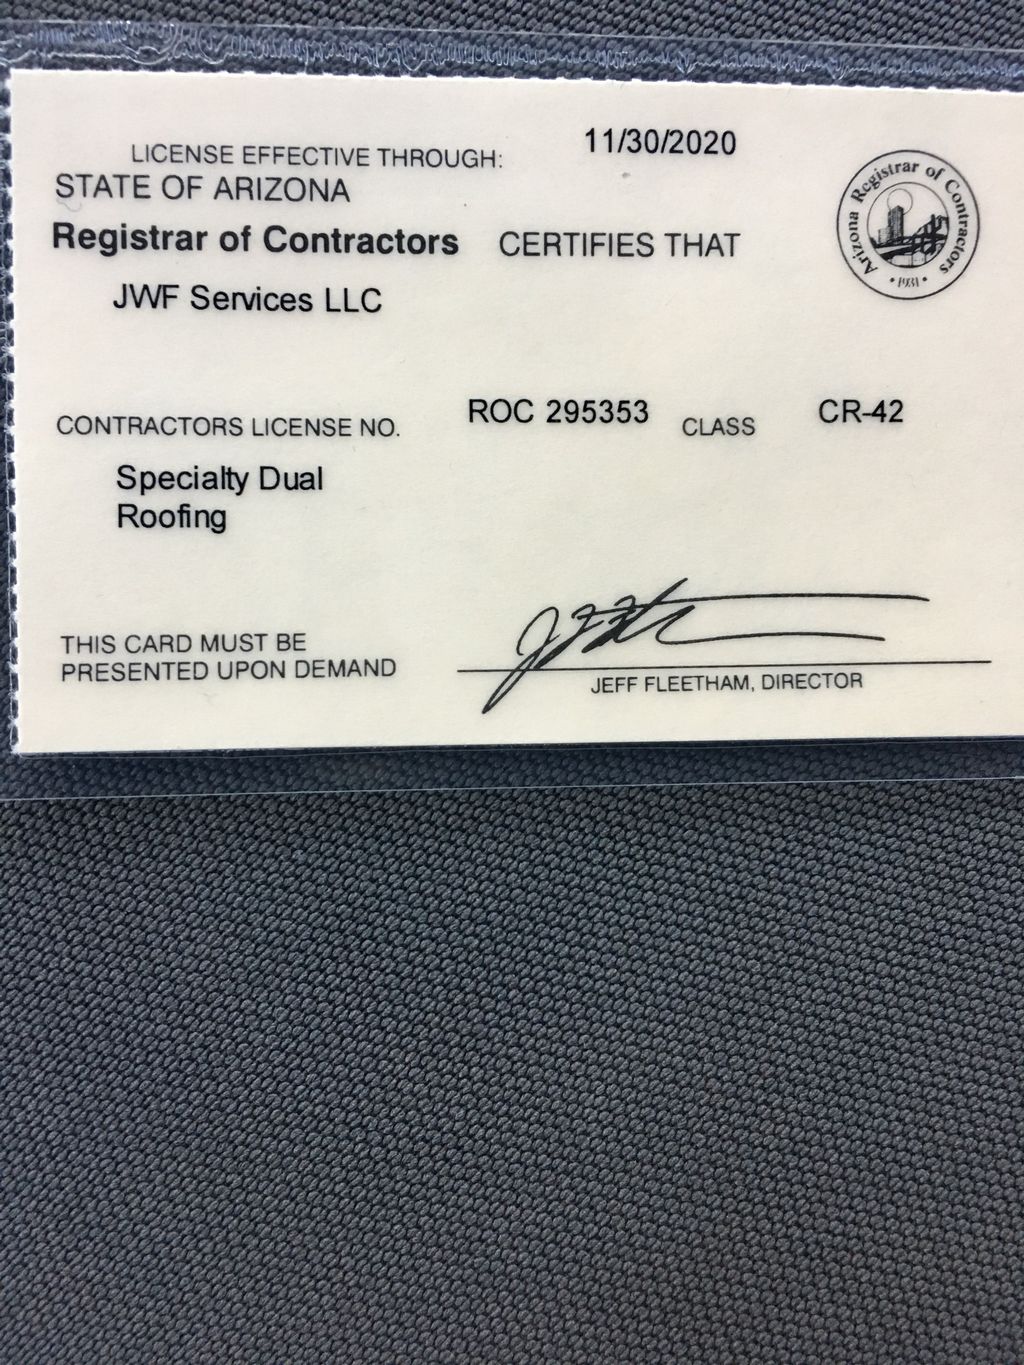 11/30/2020
LICENSE EFFECTIVE THROUGH:
STATE OF ARIZONA
Registrar of Contractors CERTIFIES THAT
JWF Services LLC
Arizona Registrar of Contractors
• 1931 •
CONTRACTORS LICENSE NO. ROC 295353 CLASS CR-42
Specialty Dual
Roofing
THIS CARD MUST BE
PRESENTED UPON DEMAND
JEFF FLEETHAM, DIRECTOR